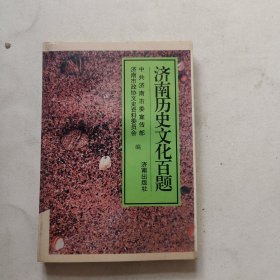 济南历史文化百题
中共济南市委宣传部
济南市政协文史资料委员会
编
济南出版社